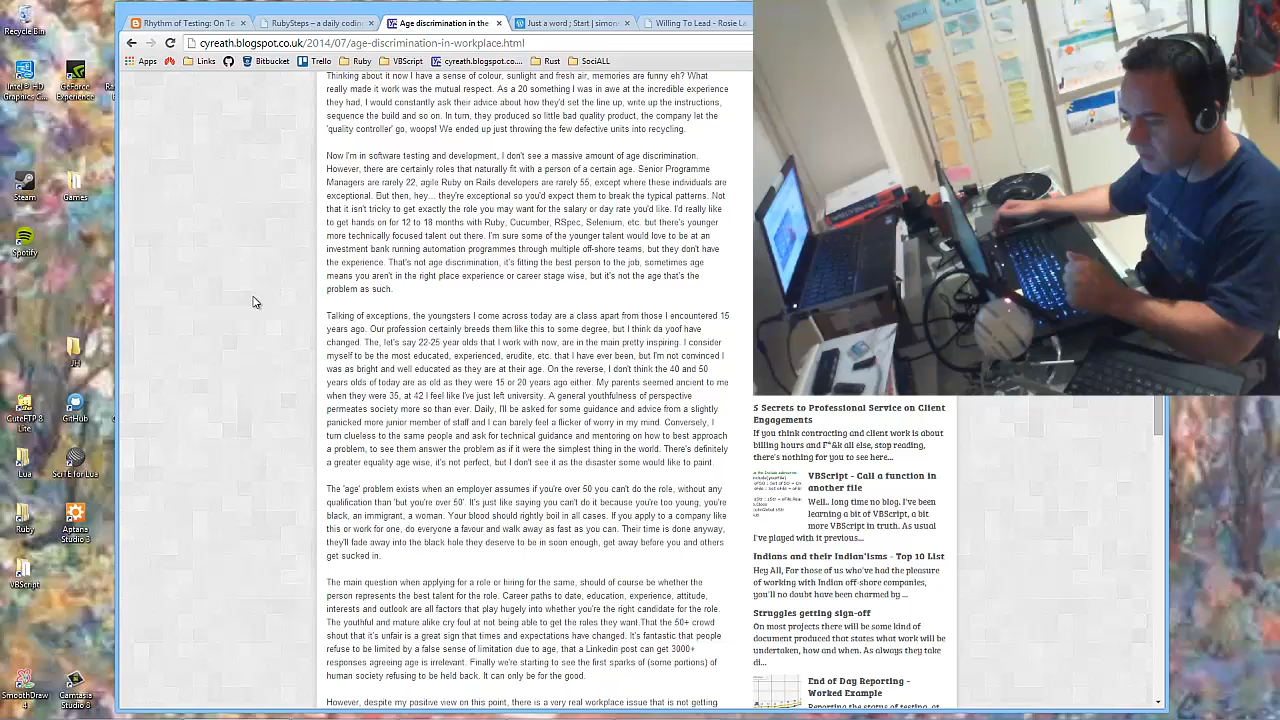 Recycle Bin
Intel® HD Graphics C...
GeForce Experience
Steam
Games
Spotify
JH
CuteFTP 8 Lite
GitHub
Lua
SciTE for Lua
Ruby
Aptana Studio 3
VBScript
SmoothDraw 4
Camtasia Studio 8
Rhythm of Testing: On Te
RubySteps – a daily codin
Age discrimination in the
Just a word ; Start | simon
Willing To Lead - Rosie La
cyreath.blogspot.co.uk/2014/07/age-discrimination-in-workplace.html
Apps
Links
Bitbucket
Trello
Ruby
VBScript
cyreath.blogspot.co....
Rust
SociALL
Thinking about it now I have a sense of colour, sunlight and fresh air, memories are funny eh? What
really made it work was the mutual respect. As a 20 something I was in awe at the incredible experience
they had, I would constantly ask their advice about how they'd set the line up, write up the instructions,
sequence the kit and so on. In turn, they produced so little bad quality product, the company let the
'quality controller' go, woops! We ended up just throwing the few defective units into recycling.
Now I'm in software testing and development, I don't see a massive amount of age discrimination.
However, there are certainly roles that naturally fit with a person of a certain age. Senior Programme
Managers are rarely 22, agile Ruby on Rails developers are rarely 55, except where these individuals are
exceptional. But then, hey... they're exceptional so you'd expect them to break the typical patterns. Not
that it isn't tricky to get exactly the role you may want for the salary or day rate you'd like. I'd really like
to get hands on for 12 to 18 months with Ruby, Cucumber, RSpec, Selenium, etc. but there's younger
more technically focused talent out there. I'm sure some of the younger talent would love to be at an
investment bank running automation programmes through multiple off-shore teams, but they don't have
the experience. That's not age discrimination, it's fitting the best person to the job, sometimes age
means you aren't in the right place experience or career stage wise, but it's not the age that's the
problem as such.
Talking of exceptions, the youngsters I come across today are a class apart from those I encountered 15
years ago. Our profession certainly breeds them like this to some degree, but I think da yoof have
changed. The, let's say 22-25 year olds that I work with now, are in the main pretty inspiring. I consider
myself to be the most educated, experienced, erudite, etc. that I have ever been, but I'm not convinced I
was as bright and well educated as they are at their age. On the reverse, I don't think the 40 and 50
years olds of today are as old as they were 15 or 20 years ago either. My parents seemed ancient to me
when they were 35, at 42 I feel like I've just left university. A general youthfulness of perspective
permeates society more so than ever. Daily, I'll be asked for some guidance and advice from a slightly
panicked more junior member of staff and I can barely feel a flicker of worry in my mind. Conversely, I
turn clueless to the same people and ask for technical guidance and mentoring on how to best approach
a problem, to see them answer the problem as if it were the simplest thing in the world. There's definitely
a greater equality age wise, it's not perfect, but I don't see it as the disaster some would like to paint.
The big problem exists when an employer assumes if you're over 50 you can't do the role, without any
qualification than 'but you're over 50'. It's just like saying you can't do it because you're too young, you're
black, an immigrant, a woman. Your blood should rightly boil in all cases. If you apply to a company like
this or work for one, do everyone a favour and walk away as fast as you can. Their time is done anyway,
they'll fade away into the black hole they deserve to be in soon enough, get away before you and others
get sucked in.
The main question when applying for a role or hiring for the same, should of course be whether the
person represents the best talent for the role. Career paths to date, education, experience, attitude,
interests and outlook are all factors that play hugely into whether you're the right candidate for the role.
The youthful and mature alike cry foul at not being able to get the roles they want.That the 50+ crowd
shout that it's unfair is a great sign that times and expectations have changed. It's fantastic that people
refuse to be limited by a false sense of limitation due to age, that a Linkedin post can get 3000+
responses agreeing age is irrelevant. Finally we're starting to see the first sparks of (some portions) of
human society refusing to be held back. It can only be for the good.
However, despite my positive view on this point, there is a very real workplace issue that is not getting
5 Secrets to Professional Service on Client
Engagements
If you think contracting and client work is about
billing hours and F*&k all else, stop reading,
there's nothing for you to see here...
VBScript - Call a function in
another file
Well.. long time no blog. I've been
learning a bit of VBScript, a bit
more VBScript in truth. As usual
I've played with it previous...
Indians and their Indian'isms - Top 10 List
Hey All, For those of us who've had the pleasure
of working with Indian off-shore companies,
you'll no doubt have been charmed by ...
Struggles getting sign-off
On most projects there will be some kind of
document produced that states what work will be
undertaken, how and when. As always they take
di...
End of Day Reporting -
Worked Example
Reporting the status of testing, at